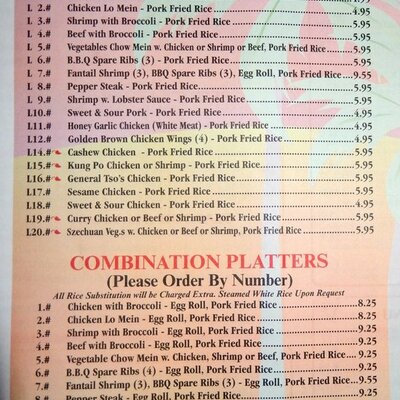 L 2.# Chicken Lo Mein - Pork Fried Rice 4.95
L 3.# Shrimp with Broccoli - Pork Fried Rice 5.95
L 4.# Beef with Broccoli - Pork Fried Rice 5.95
L 5.# Vegetables Chow Mein w. Chicken or Shrimp or Beef, Pork Fried Rice 5.95
L 6.# B.B.Q Spare Ribs (3) - Pork Fried Rice 5.95
L 7.# Fantail Shrimp (3), BBQ Spare Ribs (3), Egg Roll, Pork Fried Rice 9.55
L 8.# Pepper Steak - Pork Fried Rice 5.95
L 9.# Shrimp w. Lobster Sauce - Pork Fried Rice 5.95
L10.# Sweet & Sour Pork - Pork Fried Rice 4.95
L11.# Honey Garlic Chicken (White Meat) - Pork Fried Rice 4.95
L12.# Golden Brown Chicken Wings (4) - Pork Fried Rice 4.95
L14.# Cashew Chicken - Pork Fried Rice 5.95
L15.# Kung Po Chicken or Shrimp - Pork Fried Rice 5.95
L16.# General Tso's Chicken - Pork Fried Rice 5.95
L17.# Sesame Chicken - Pork Fried Rice 5.95
L18.# Sweet & Sour Chicken - Pork Fried Rice 4.95
L19.# Curry Chicken or Beef or Shrimp - Pork Fried Rice 5.95
L20.# Szechuan Veg.s w. Chicken or Beef or Shrimp, Pork Fried Rice 5.95
COMBINATION PLATTERS
(Please Order By Number)
All Rice Substitution will be Charged Extra. Steamed White Rice Upon Request
1.# Chicken with Broccoli - Egg Roll, Pork Fried Rice 8.25
2.# Chicken Lo Mein - Egg Roll, Pork Fried Rice 8.25
3.# Shrimp with Broccoli - Egg Roll, Pork Fried Rice 9.25
4.# Beef with Broccoli - Egg Roll, Pork Fried Rice 9.25
5.# Vegetable Chow Mein w. Chicken, Shrimp or Beef, Pork Fried Rice 9.25
6.# B.B.Q Spare Ribs (4) - Egg Roll, Pork Fried Rice 9.25
7.# Fantail Shrimp (3), BBQ Spare Ribs (3) - Egg Roll, Pork Fried Rice 9.55
8.# Pepper Steak - Egg Roll, Pork Fried Rice 9.25